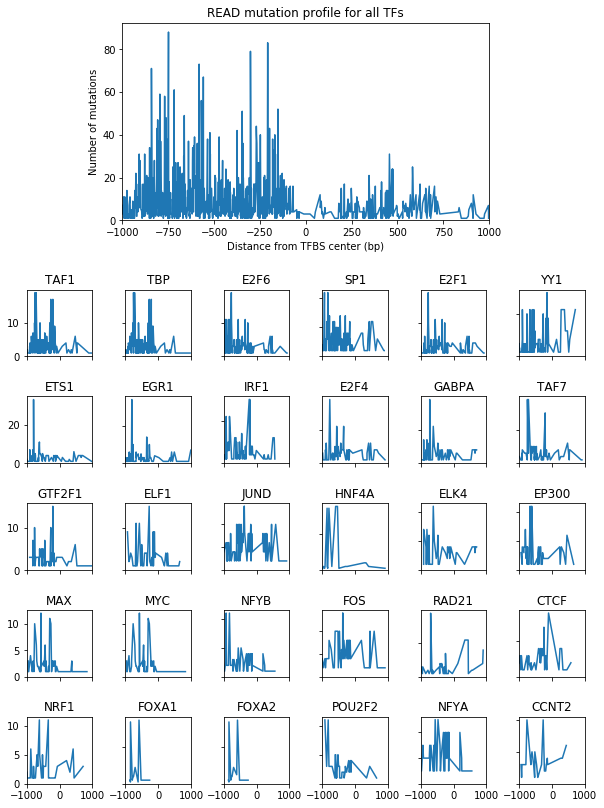 READ mutation profile for all TFs
Number of mutations
80
60
40
20
0
−1000 −750 −500 −250 0 250 500 750 1000
Distance from TFBS center (bp)
TAF1 TBP E2F6 SP1 E2F1 YY1
10
0
ETS1 EGR1 IRF1 E2F4 GABPA TAF7
20
0
GTF2F1 ELF1 JUND HNF4A ELK4 EP300
10
0
MAX MYC NFYB FOS RAD21 CTCF
10
5
0
NRF1 FOXA1 FOXA2 POU2F2 NFYA CCNT2
10
5
0
−1000 0 1000 −1000 0 1000 −1000 0 1000 −1000 0 1000 −1000 0 1000 −1000 0 1000